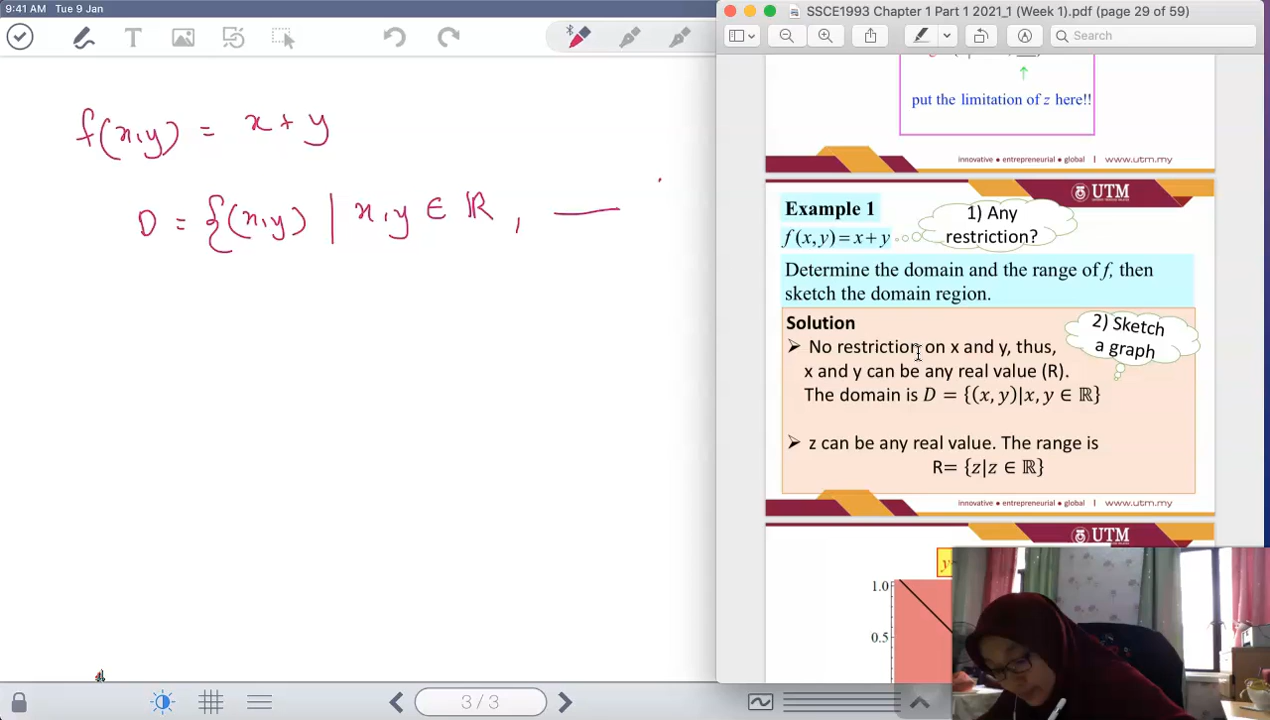 9:41 AM Tue 9 Jan
f(x,y) = x + y
D = {(x,y) | x,y ∈ ℝ, —
3 / 3
SSCE1993 Chapter 1 Part 1 2021_1 (Week 1).pdf (page 29 of 59)
Search
put the limitation of z here!!
innovative ● entrepreneurial ● global | www.utm.my
UTM
Example 1
f(x, y) = x + y
1) Any
restriction?
Determine the domain and the range of f, then
sketch the domain region.
Solution
2) Sketch
a graph
➢ No restriction on x and y, thus,
x and y can be any real value (R).
The domain is D = {(x, y)|x, y ∈ ℝ}
➢ z can be any real value. The range is
R= {z|z ∈ ℝ}
innovative ● entrepreneurial ● global | www.utm.my
UTM
y
1.0
0.5